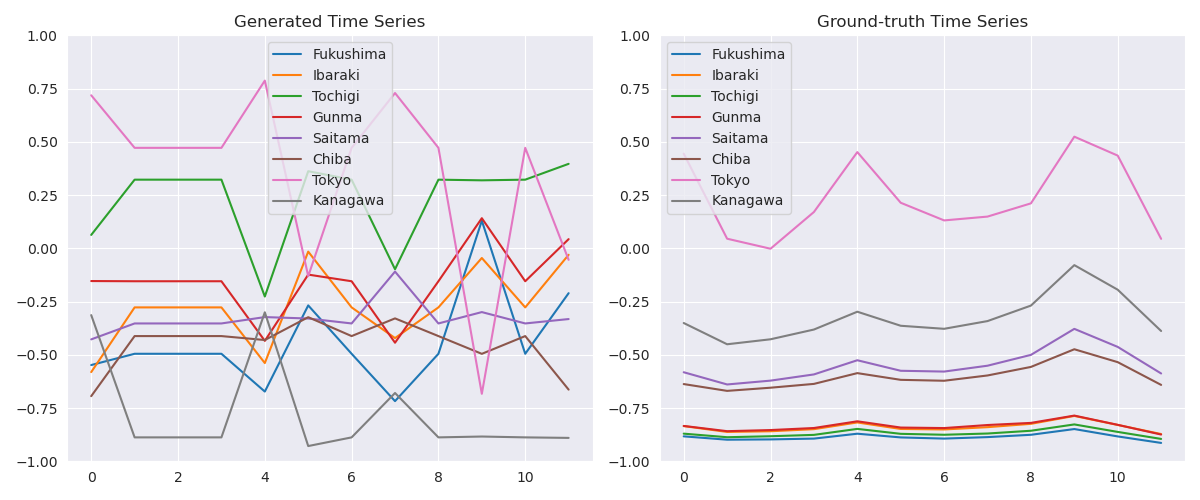 Generated Time Series
1.00
0.75
0.50
0.25
0.00
−0.25
−0.50
−0.75
−1.00
Fukushima
Ibaraki
Tochigi
Gunma
Saitama
Chiba
Tokyo
Kanagawa
0 2 4 6 8 10
Ground-truth Time Series
1.00
0.75
0.50
0.25
0.00
−0.25
−0.50
−0.75
−1.00
Fukushima
Ibaraki
Tochigi
Gunma
Saitama
Chiba
Tokyo
Kanagawa
0 2 4 6 8 10